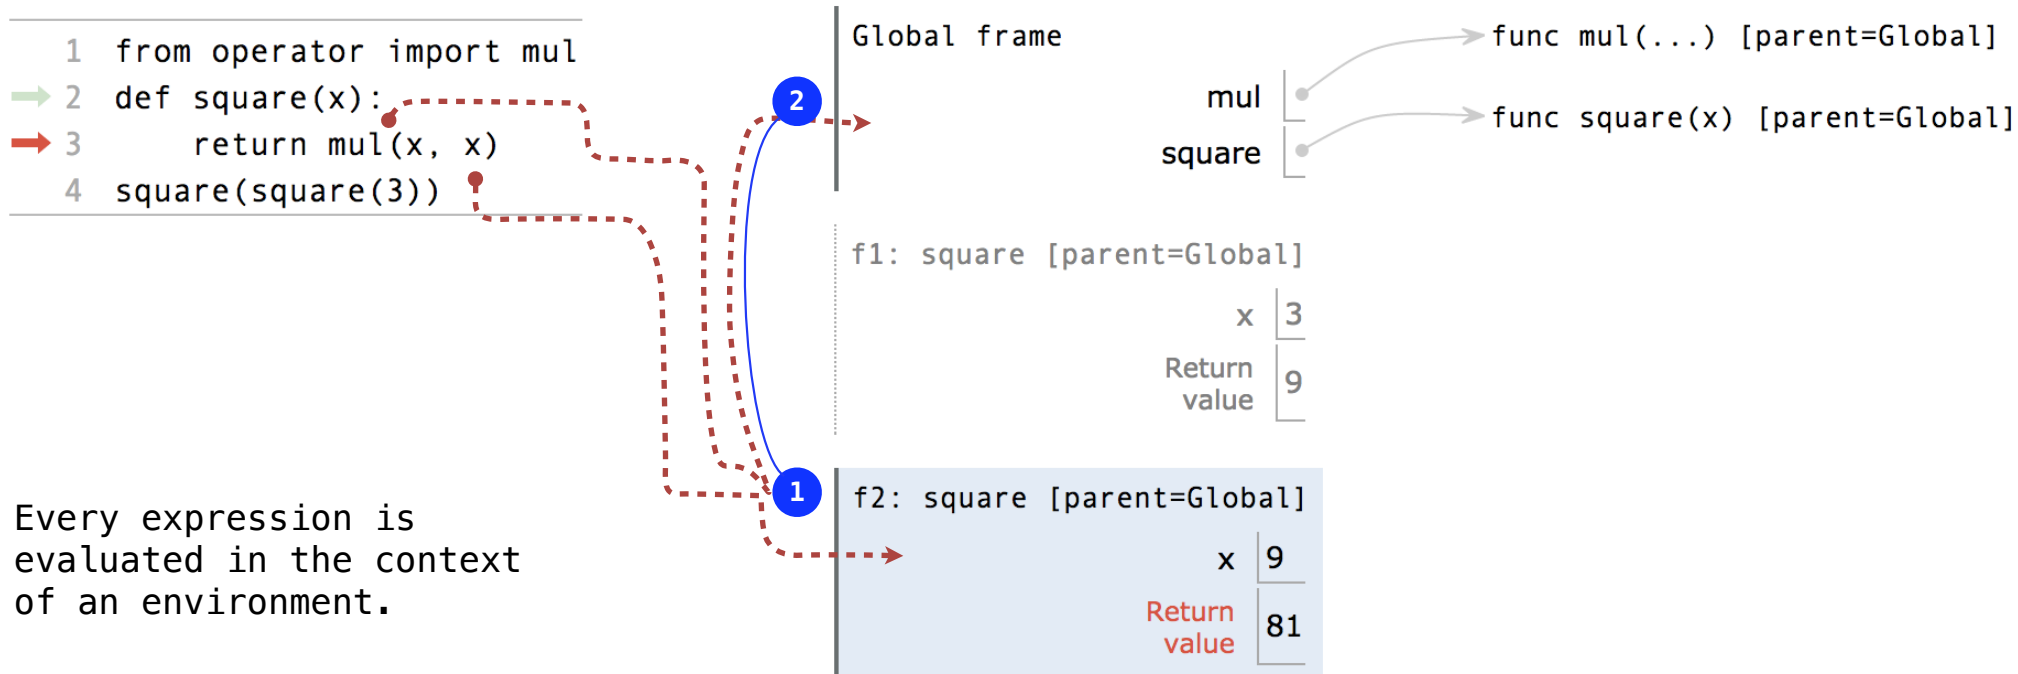 1 from operator import mul
2 def square(x):
3     return mul(x, x)
4 square(square(3))
Every expression is
evaluated in the context
of an environment.
2
1
Global frame
mul
square
func mul(...) [parent=Global]
func square(x) [parent=Global]
f1: square [parent=Global]
x 3
Return
value 9
f2: square [parent=Global]
x 9
Return
value 81